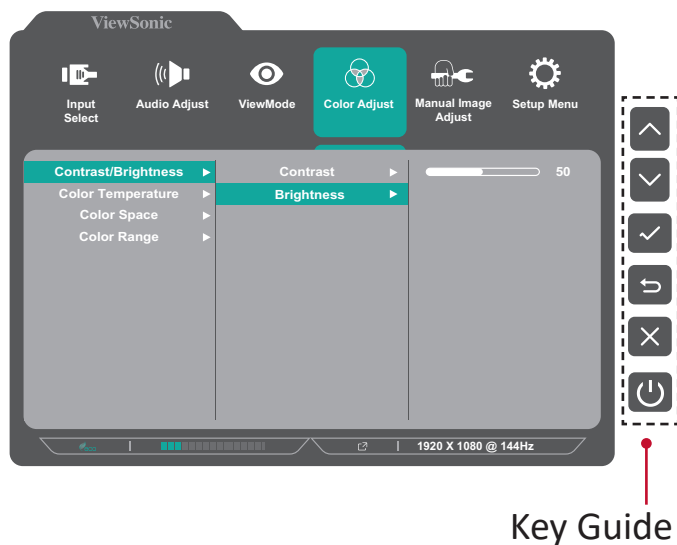 ViewSonic
Input Select
Audio Adjust
ViewMode
Color Adjust
Manual Image Adjust
Setup Menu
Contrast/Brightness
Contrast
50
Color Temperature
Brightness
Color Space
Color Range
1920 X 1080 @ 144Hz
Key Guide